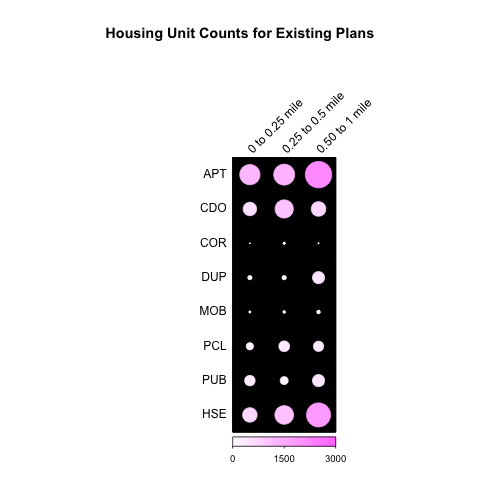 Housing Unit Counts for Existing Plans
0 to 0.25 mile
0.25 to 0.5 mile
0.50 to 1 mile
APT
CDO
COR
DUP
MOB
PCL
PUB
HSE
0 1500 3000